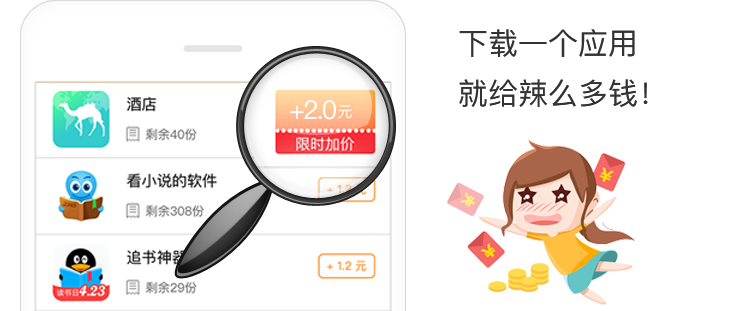 下载一个应用
就给辣么多钱！
酒店
剩余40份
+2.0元
限时加价
看小说的软件
剩余308份
追书神器
剩余29份
+ 1.2 元
读书日4.23